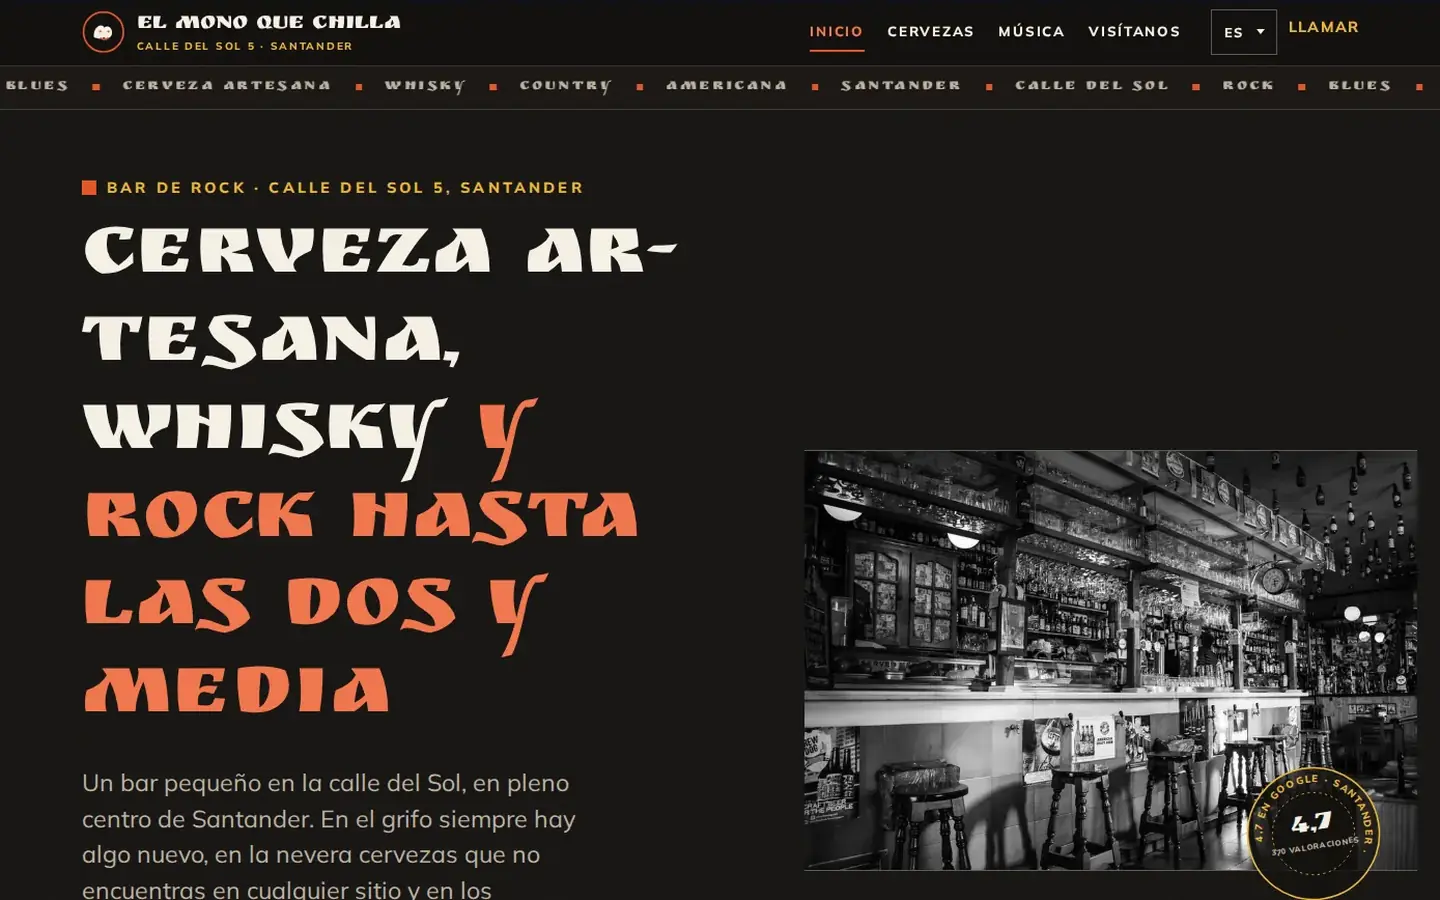 EL MONO QUE CHILLA
CALLE DEL SOL 5 · SANTANDER
INICIO CERVEZAS MÚSICA VISÍTANOS ES LLAMAR
BLUES CERVEZA ARTESANA WHISKY COUNTRY AMERICANA SANTANDER CALLE DEL SOL ROCK BLUES
BAR DE ROCK · CALLE DEL SOL 5, SANTANDER
CERVEZA AR-
TESANA,
WHISKY Y
ROCK HASTA
LAS DOS Y
MEDIA
Un bar pequeño en la calle del Sol, en pleno
centro de Santander. En el grifo siempre hay
algo nuevo, en la nevera cervezas que no
encuentras en cualquier sitio y en los
4,7 EN GOOGLE · SANTANDER ·
4,7
370 VALORACIONES